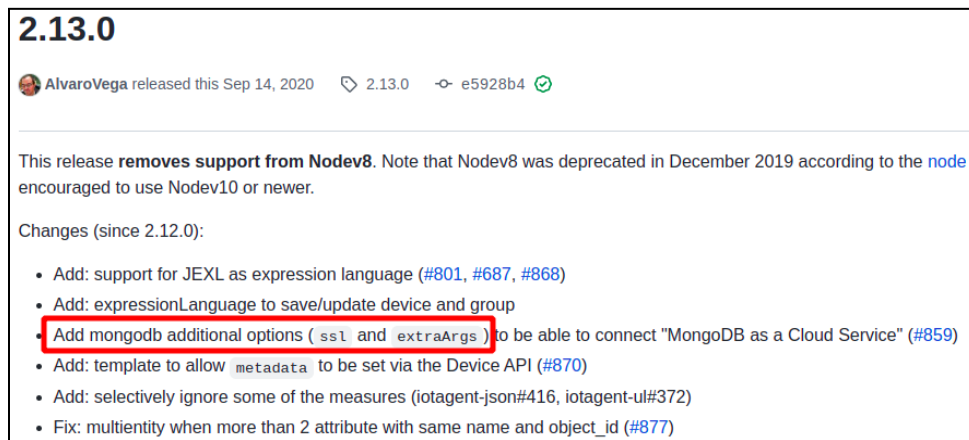 2.13.0
AlvaroVega released this Sep 14, 2020 2.13.0 e5928b4
This release removes support from Nodev8. Note that Nodev8 was deprecated in December 2019 according to the node
encouraged to use Nodev10 or newer.
Changes (since 2.12.0):
• Add: support for JEXL as expression language (#801, #687, #868)
• Add: expressionLanguage to save/update device and group
• Add mongodb additional options ( ssl and extraArgs ) to be able to connect "MongoDB as a Cloud Service" (#859)
• Add: template to allow metadata to be set via the Device API (#870)
• Add: selectively ignore some of the measures (iotagent-json#416, iotagent-ul#372)
• Fix: multientity when more than 2 attribute with same name and object_id (#877)